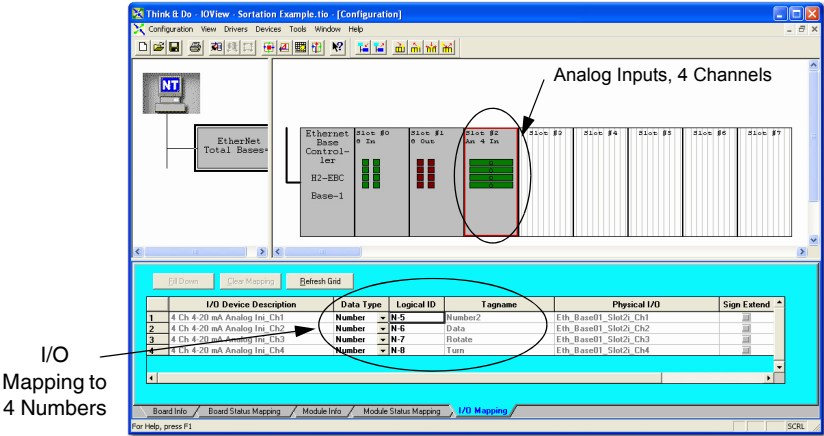 Think & Do - IOView - Sortation Example.tio - [Configuration]
Configuration View Drivers Devices Tools Window Help
Analog Inputs, 4 Channels
NT
EtherNet
Total Bases=
Ethernet
Base
Control-
ler
H2-EBC
Base-1
Slot #0
8 In
Slot #1
8 Out
Slot #2
An 4 In
Slot #3
Slot #4
Slot #5
Slot #6
Slot #7
Fill Down Clear Mapping Refresh Grid
I/O Device Description Data Type Logical ID Tagname Physical I/O Sign Extend
1 4 Ch 4-20 mA Analog Ini_Ch1 Number N-5 Number2 Eth_Base01_Slot2i_Ch1
2 4 Ch 4-20 mA Analog Ini_Ch2 Number N-6 Data Eth_Base01_Slot2i_Ch2
3 4 Ch 4-20 mA Analog Ini_Ch3 Number N-7 Rotate Eth_Base01_Slot2i_Ch3
4 4 Ch 4-20 mA Analog Ini_Ch4 Number N-8 Turn Eth_Base01_Slot2i_Ch4
I/O
Mapping to
4 Numbers
Board Info Board Status Mapping Module Info Module Status Mapping I/O Mapping
For Help, press F1 SCRL